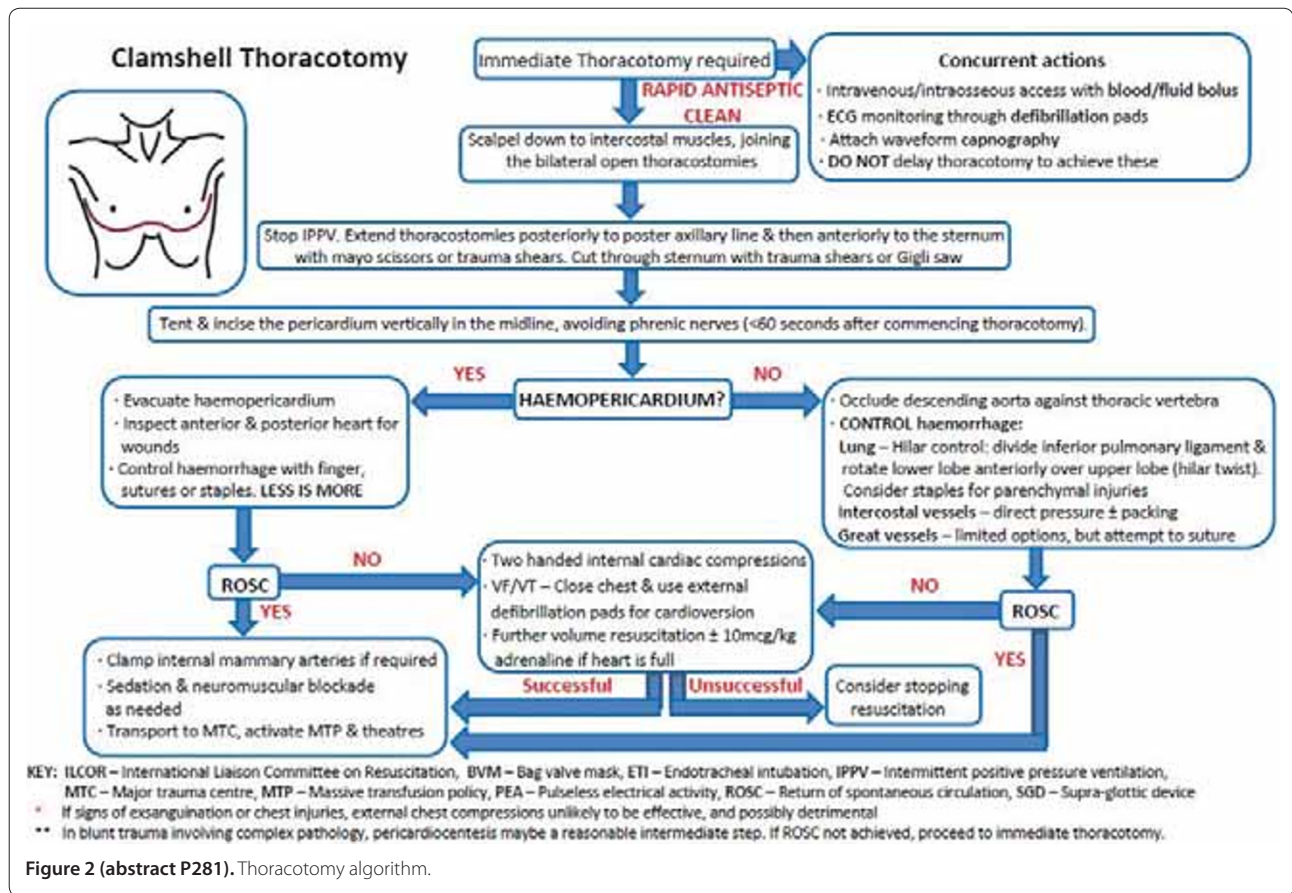 Clamshell Thoracotomy
Immediate Thoracotomy required
Concurrent actions
· Intravenous/intraosseous access with blood/fluid bolus
· ECG monitoring through defibrillation pads
· Attach waveform capnography
· DO NOT delay thoracotomy to achieve these
RAPID ANTISEPTIC
CLEAN
Scalpel down to intercostal muscles, joining
the bilateral open thoracostomies
Stop IPPV. Extend thoracostomies posteriorly to poster axillary line & then anteriorly to the sternum
with mayo scissors or trauma shears. Cut through sternum with trauma shears or Gigli saw
Tent & incise the pericardium vertically in the midline, avoiding phrenic nerves (<60 seconds after commencing thoracotomy).
YES
HAEMOPERICARDIUM?
NO
· Evacuate haemopericardium
· Inspect anterior & posterior heart for
wounds
· Control haemorrhage with finger,
sutures or staples. LESS IS MORE
· Occlude descending aorta against thoracic vertebra
· CONTROL haemorrhage:
Lung – Hilar control: divide inferior pulmonary ligament &
rotate lower lobe anteriorly over upper lobe (hilar twist).
Consider staples for parenchymal injuries
Intercostal vessels – direct pressure ± packing
Great vessels – limited options, but attempt to suture
ROSC
NO
YES
· Two handed internal cardiac compressions
· VF/VT – Close chest & use external
defibrillation pads for cardioversion
· Further volume resuscitation ± 10mcg/kg
adrenaline if heart is full
NO
ROSC
YES
· Clamp internal mammary arteries if required
· Sedation & neuromuscular blockade
as needed
· Transport to MTC, activate MTP & theatres
Successful
Unsuccessful
Consider stopping
resuscitation
KEY: ILCOR – International Liaison Committee on Resuscitation, BVM – Bag valve mask, ETI – Endotracheal intubation, IPPV – Intermittent positive pressure ventilation,
MTC – Major trauma centre, MTP – Massive transfusion policy, PEA – Pulseless electrical activity, ROSC – Return of spontaneous circulation, SGD – Supra-glottic device
* If signs of exsanguination or chest injuries, external chest compressions unlikely to be effective, and possibly detrimental
** In blunt trauma involving complex pathology, pericardiocentesis maybe a reasonable intermediate step. If ROSC not achieved, proceed to immediate thoracotomy.
Figure 2 (abstract P281). Thoracotomy algorithm.